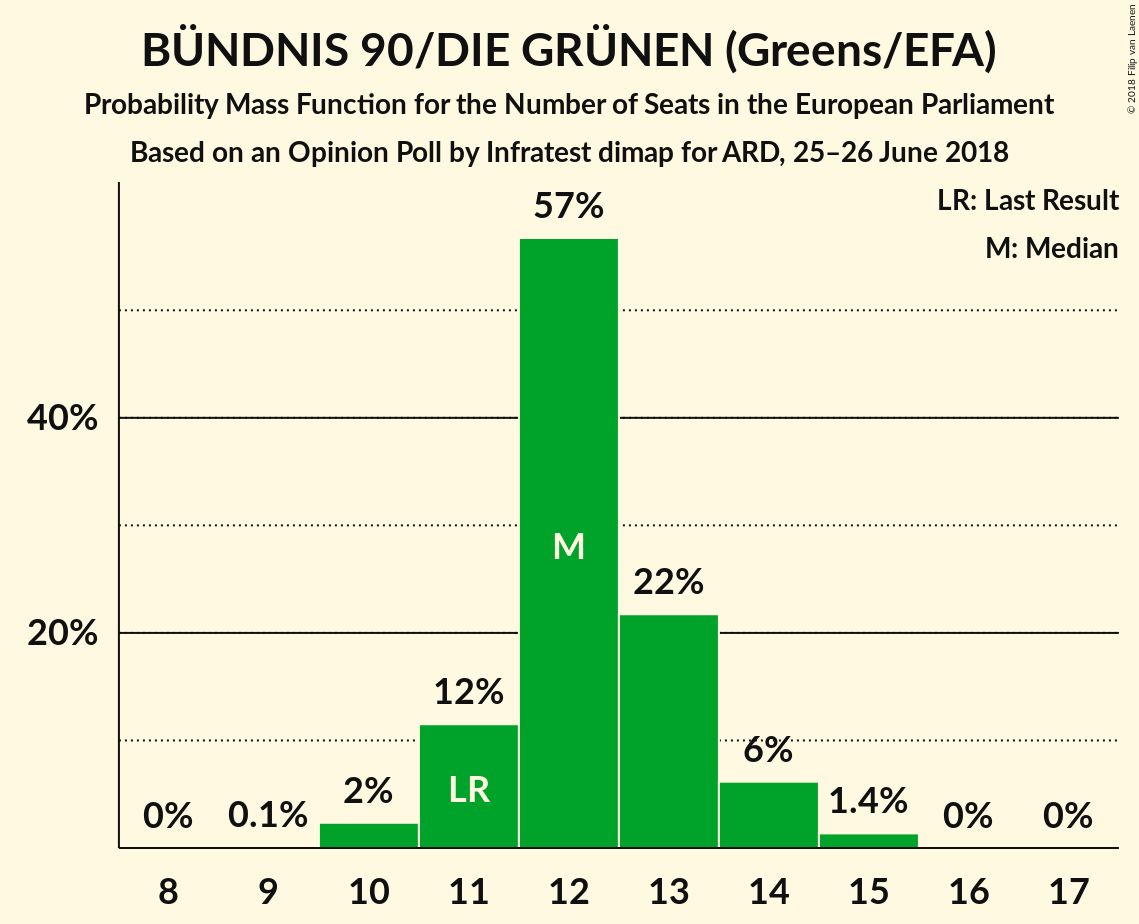 BÜNDNIS 90/DIE GRÜNEN (Greens/EFA)
Probability Mass Function for the Number of Seats in the European Parliament
Based on an Opinion Poll by Infratest dimap for ARD, 25–26 June 2018
© 2018 Filip van Laenen
LR: Last Result
M: Median
57%
40%
M
22%
20%
12%
6%
LR
2%
1.4%
0%
0.1%
0%
0%
8 9 10 11 12 13 14 15 16 17